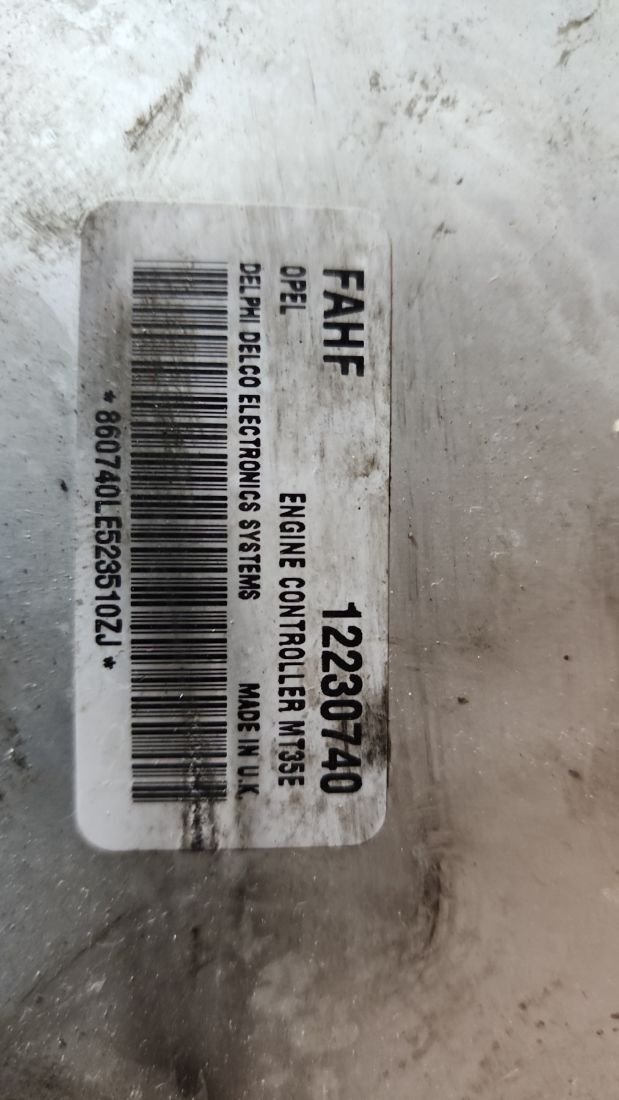 FAHF 12230740
OPEL ENGINE CONTROLLER MT35E
DELPHI DELCO ELECTRONICS SYSTEMS MADE IN U.K.
*860740LE523510ZJ*